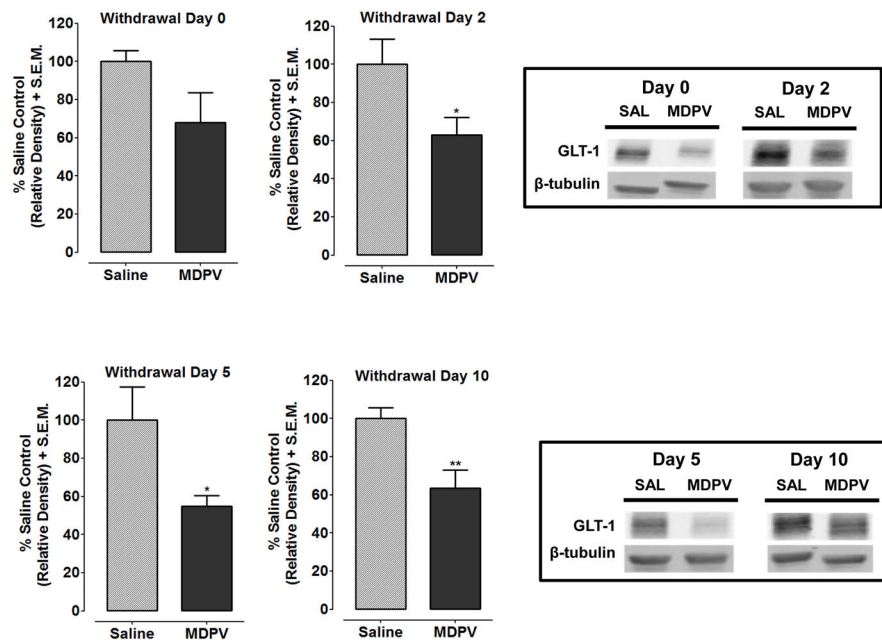 Withdrawal Day 0
% Saline Control
(Relative Density) + S.E.M.
120
100
80
60
40
20
0
Saline MDPV
Withdrawal Day 2
% Saline Control
(Relative Density) + S.E.M.
120
100
80
60
40
20
0
*
Saline MDPV
Day 0 Day 2
SAL MDPV SAL MDPV
GLT-1
β-tubulin
Withdrawal Day 5
% Saline Control
(Relative Density) + S.E.M.
120
100
80
60
40
20
0
*
Saline MDPV
Withdrawal Day 10
% Saline Control
(Relative Density) + S.E.M.
120
100
80
60
40
20
0
**
Saline MDPV
Day 5 Day 10
SAL MDPV SAL MDPV
GLT-1
β-tubulin